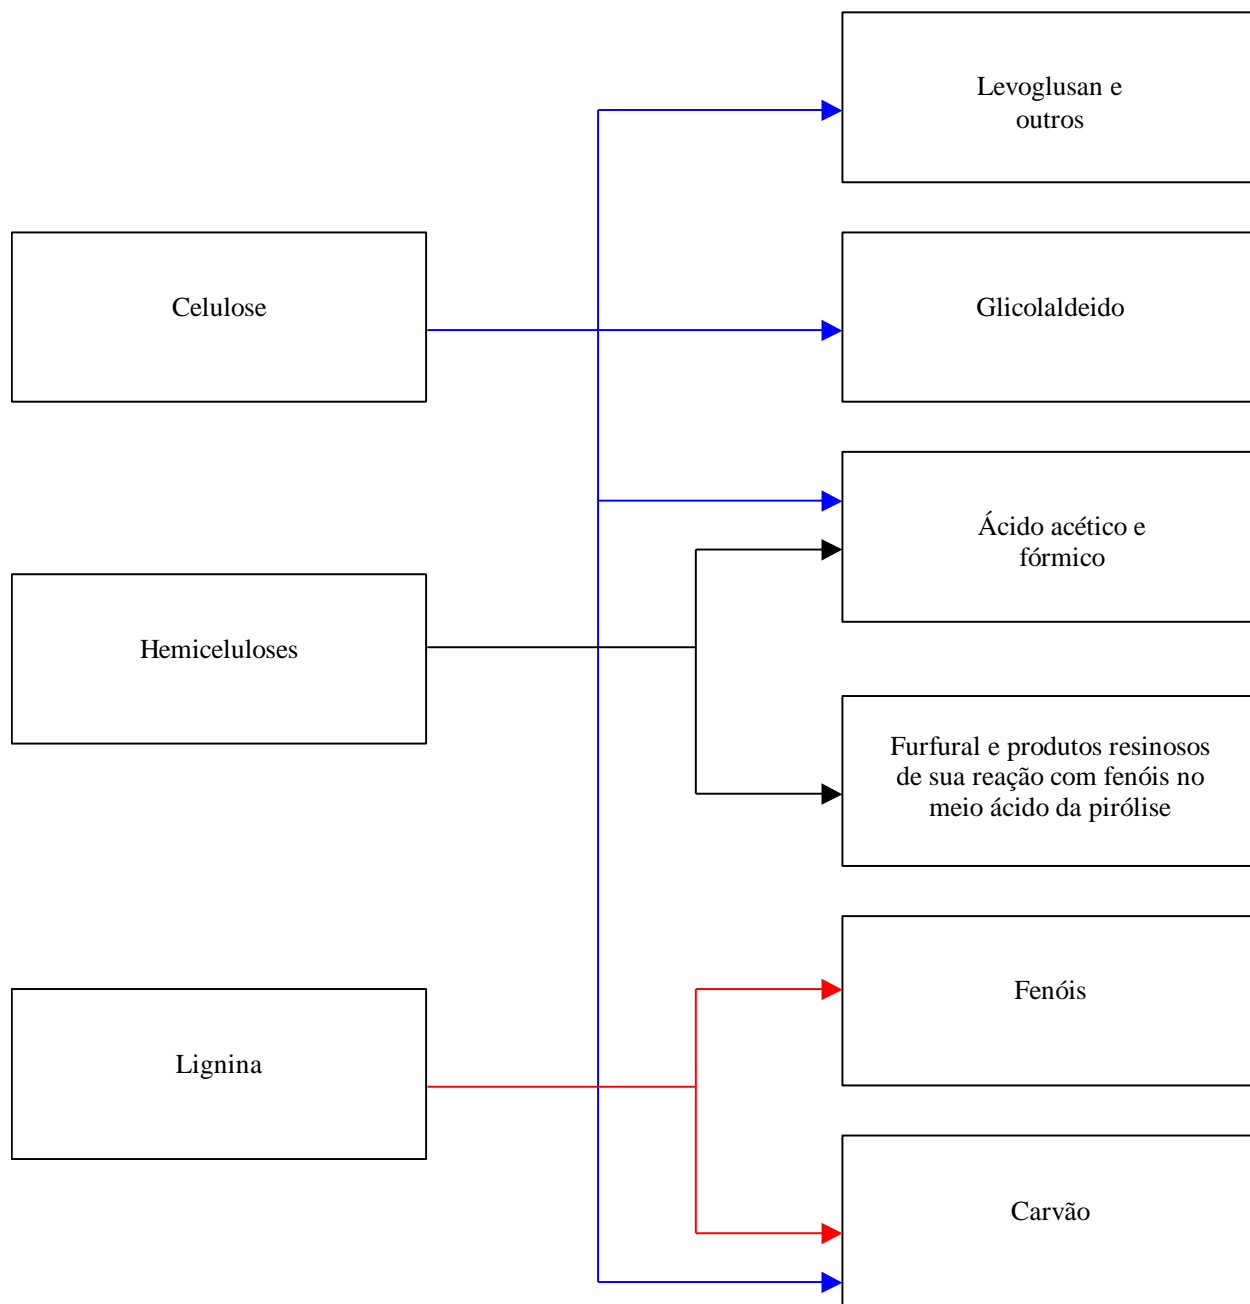 Levoglusan e
outros
Celulose
Glicolaldeido
Ácido acético e
fórmico
Hemiceluloses
Furfural e produtos resinosos
de sua reação com fenóis no
meio ácido da pirólise
Fenóis
Lignina
Carvão